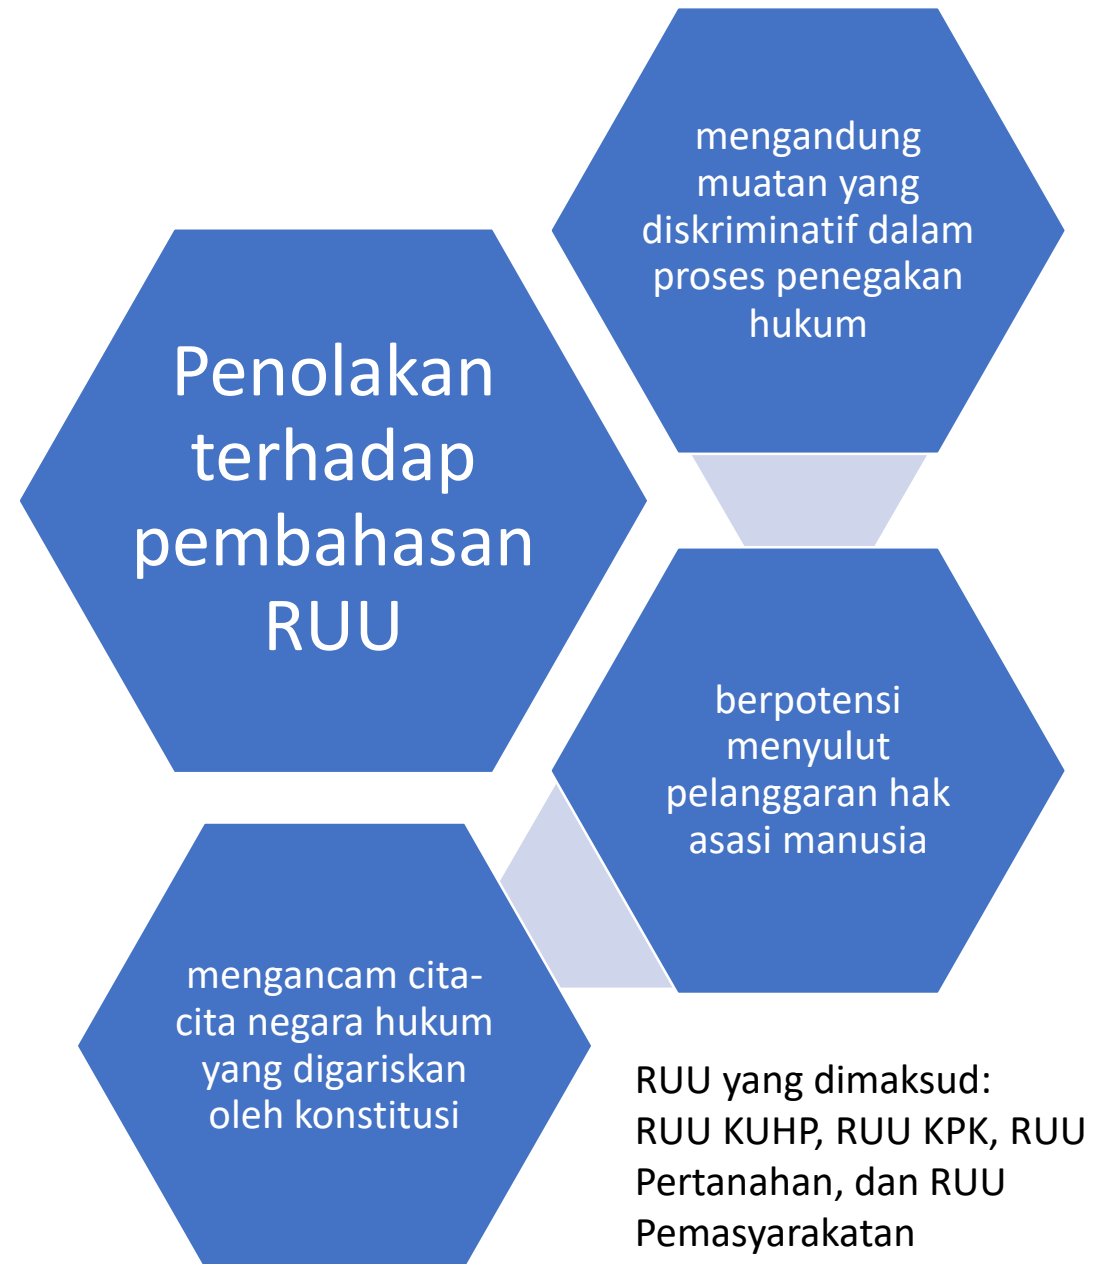 Penolakan
terhadap
pembahasan
RUU
mengandung
muatan yang
diskriminatif dalam
proses penegakan
hukum
berpotensi
menyulut
pelanggaran hak
asasi manusia
mengancam cita-
cita negara hukum
yang digariskan
oleh konstitusi
RUU yang dimaksud:
RUU KUHP, RUU KPK, RUU
Pertanahan, dan RUU
Pemasyarakatan